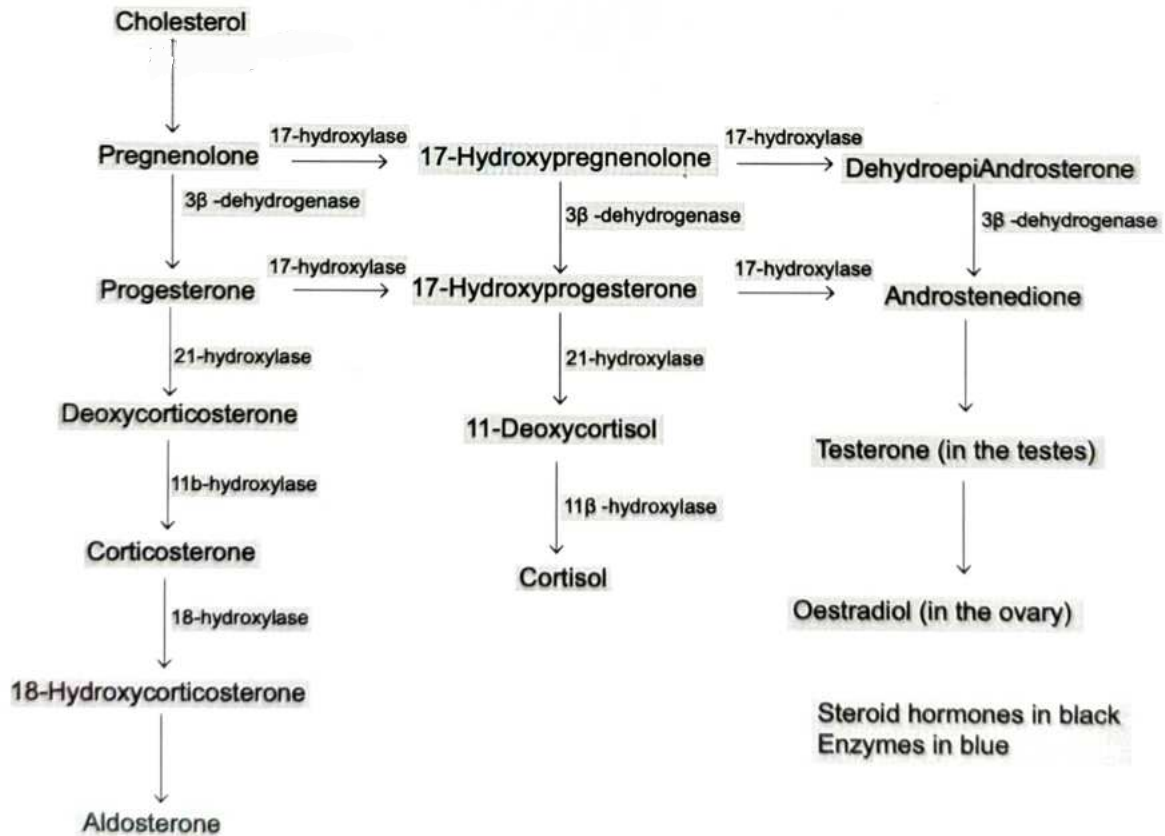 Cholesterol
17-hydroxylase
17-hydroxylase
Pregnenolone
17-Hydroxypregnenolone
DehydroepiAndrosterone
3β -dehydrogenase
3β -dehydrogenase
3β -dehydrogenase
17-hydroxylase
17-hydroxylase
Progesterone
17-Hydroxyprogesterone
Androstenedione
21-hydroxylase
21-hydroxylase
Deoxycorticosterone
11-Deoxycortisol
Testerone (in the testes)
11b-hydroxylase
11β -hydroxylase
Corticosterone
Cortisol
18-hydroxylase
Oestradiol (in the ovary)
18-Hydroxycorticosterone
Steroid hormones in black
Enzymes in blue
Aldosterone